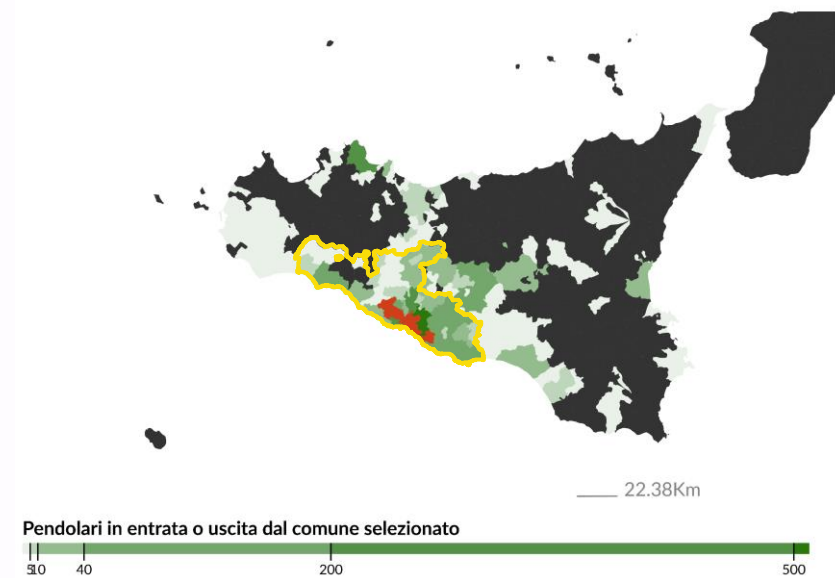 22.38Km
Pendolari in entrata o uscita dal comune selezionato
5 10 40 200 500